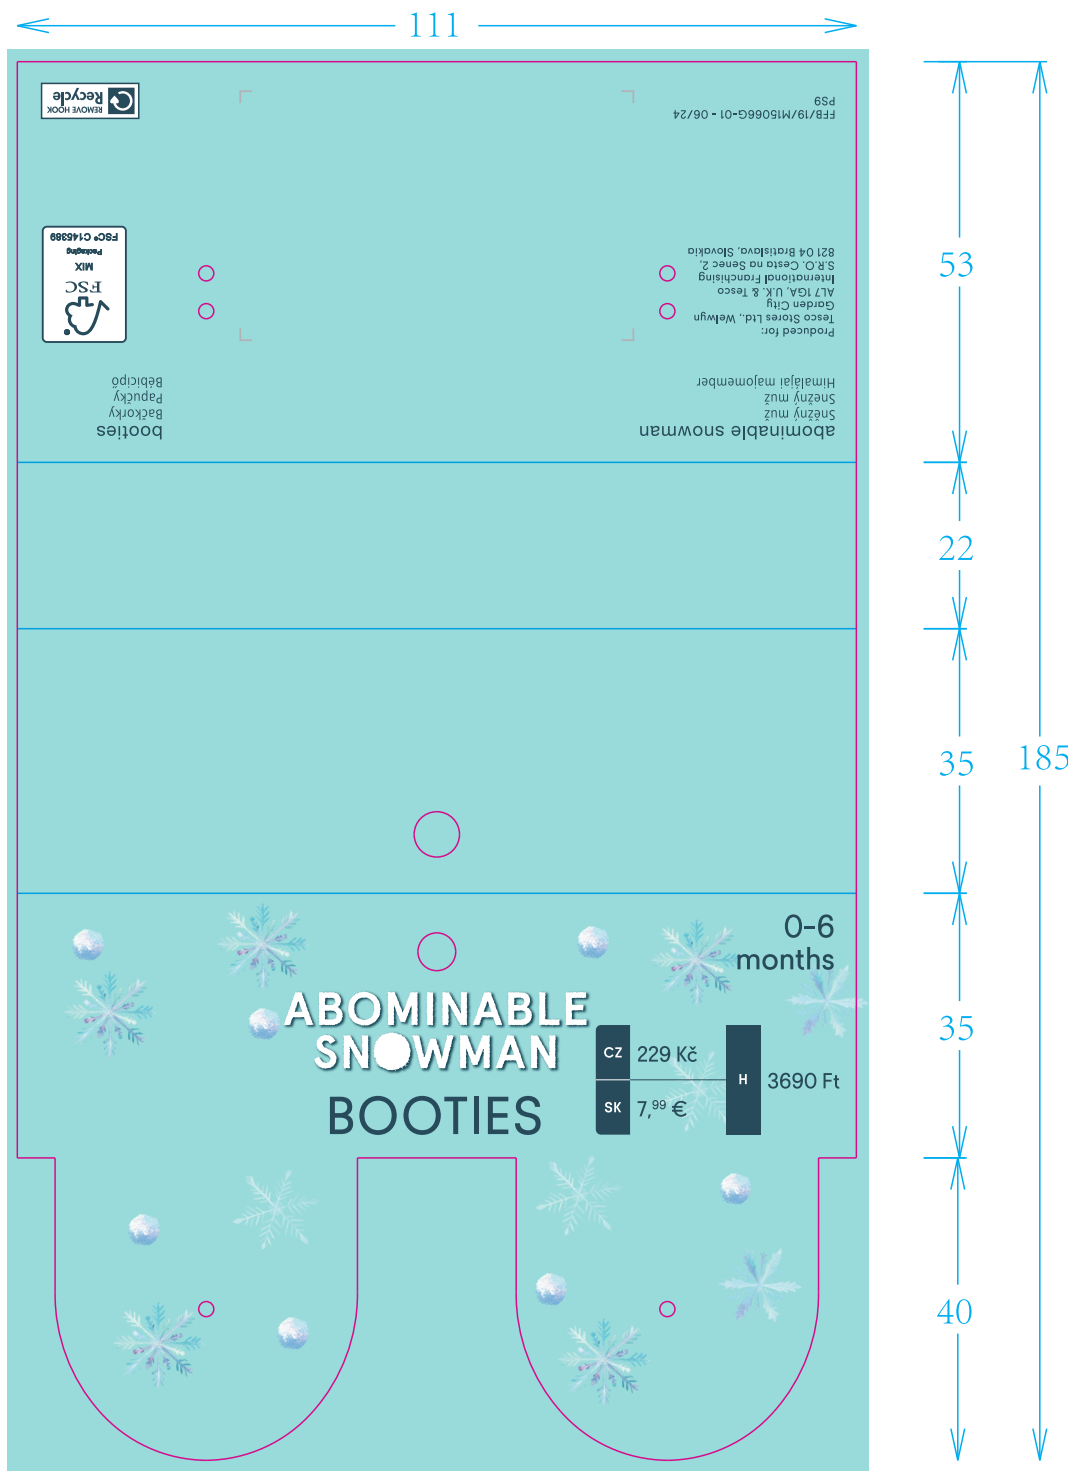 111
REMOVE HOOK
Recycle
FFB/19/M15066G-01 - 06/24
PS9
FSC
MIX
Packaging
FSC® C145389
Produced for:
Tesco Stores Ltd., Welwyn
Garden City
AL7 1GA, U.K. & Tesco
International Franchising
S.R.O. Cesta na Senec 2,
821 04 Bratislava, Slovakia
booties
Bačkorky
Papučky
Bébicipő
abominable snowman
Sněžný muž
Snežný muž
Himalájai majomember
53
22
35
185
0-6
months
ABOMINABLE
SNOWMAN
BOOTIES
CZ 229 Kč
SK 7,99 €
H 3690 Ft
35
40